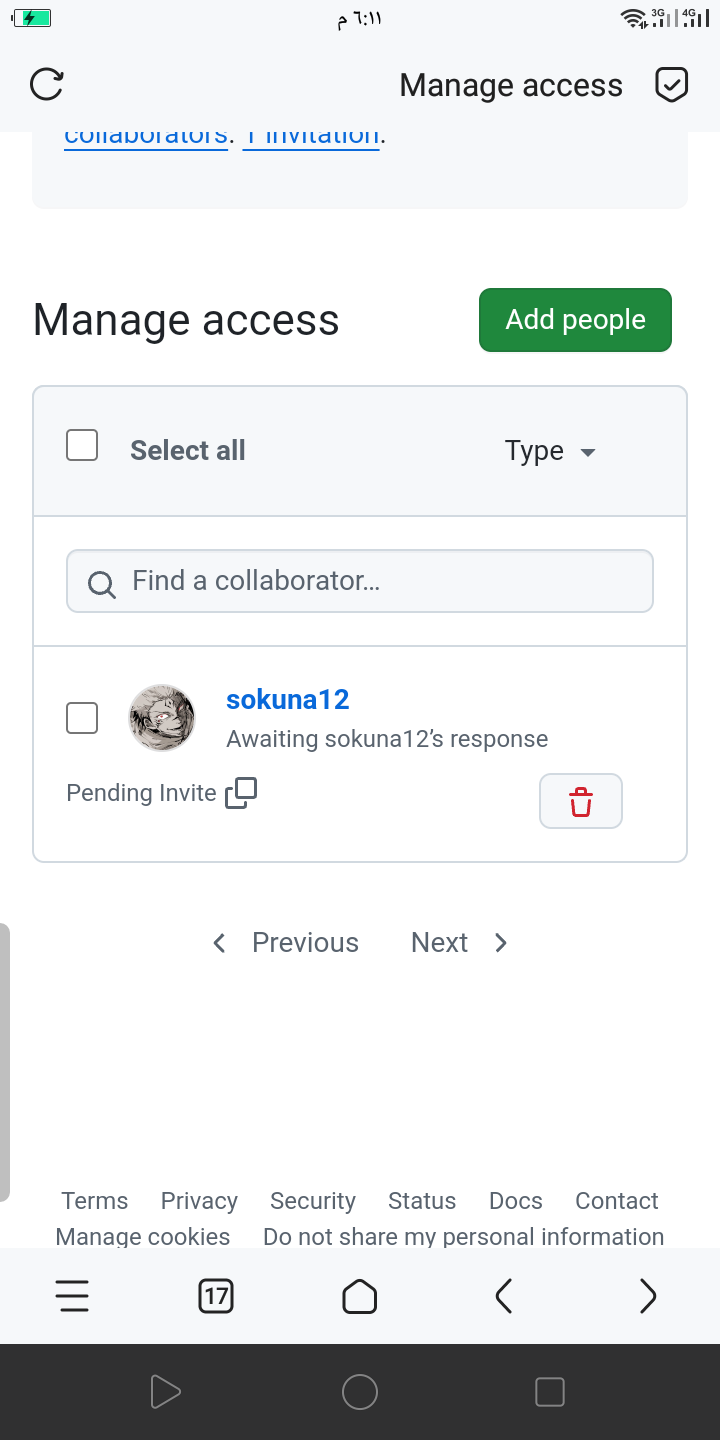 ٦:١١ م
3G 4G
Manage access
collaborators. 1 invitation.
Manage access
Add people
Select all
Type
Find a collaborator...
sokuna12
Awaiting sokuna12’s response
Pending Invite
Previous Next
Terms Privacy Security Status Docs Contact
Manage cookies Do not share my personal information
17